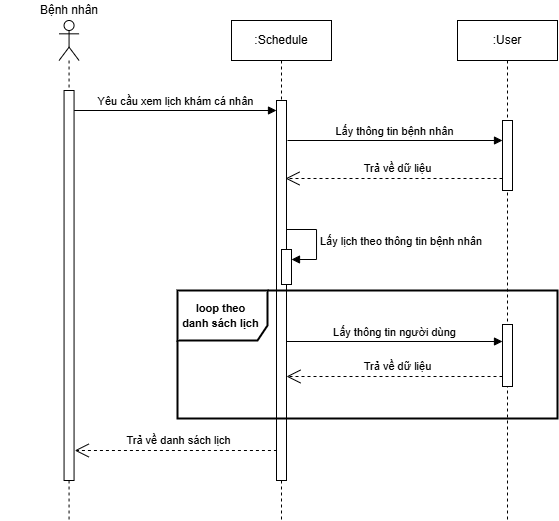 Bệnh nhân
:Schedule
:User
Yêu cầu xem lịch khám cá nhân
Lấy thông tin bệnh nhân
Trả về dữ liệu
Lấy lịch theo thông tin bệnh nhân
loop theo
danh sách lịch
Lấy thông tin người dùng
Trả về dữ liệu
Trả về danh sách lịch